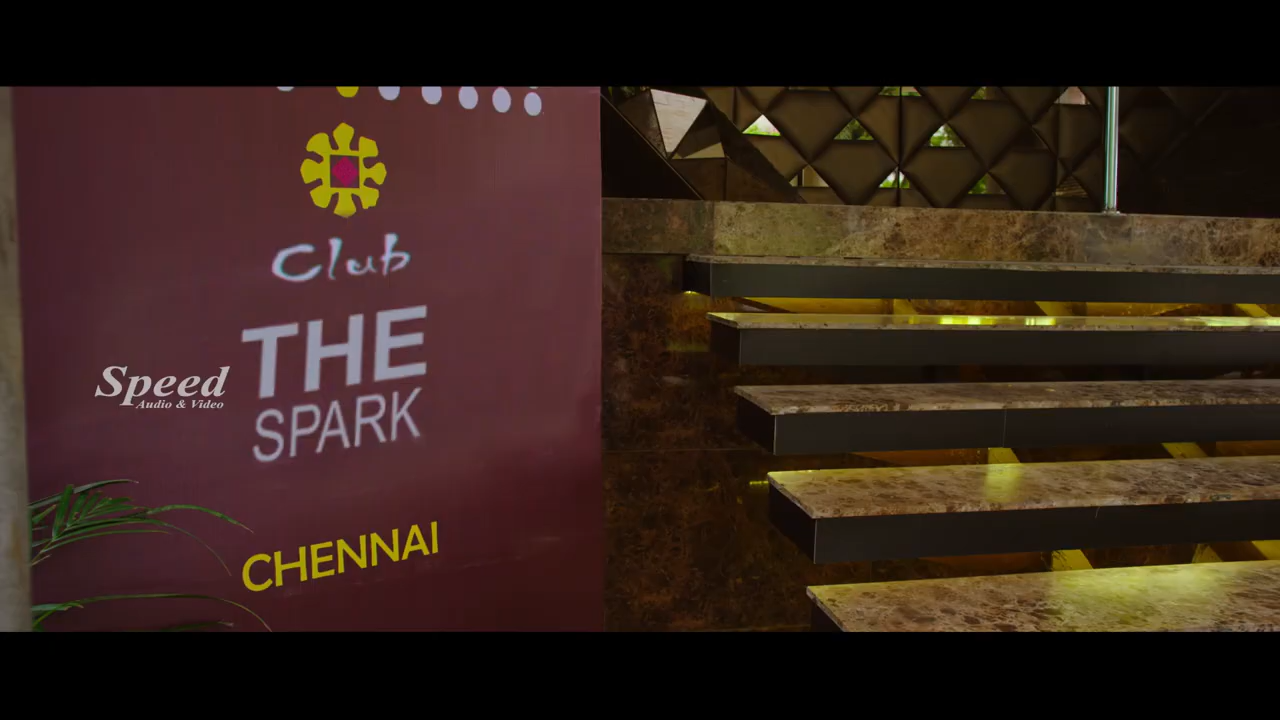 Club
THE
SPARK
CHENNAI
Speed
Audio & Video